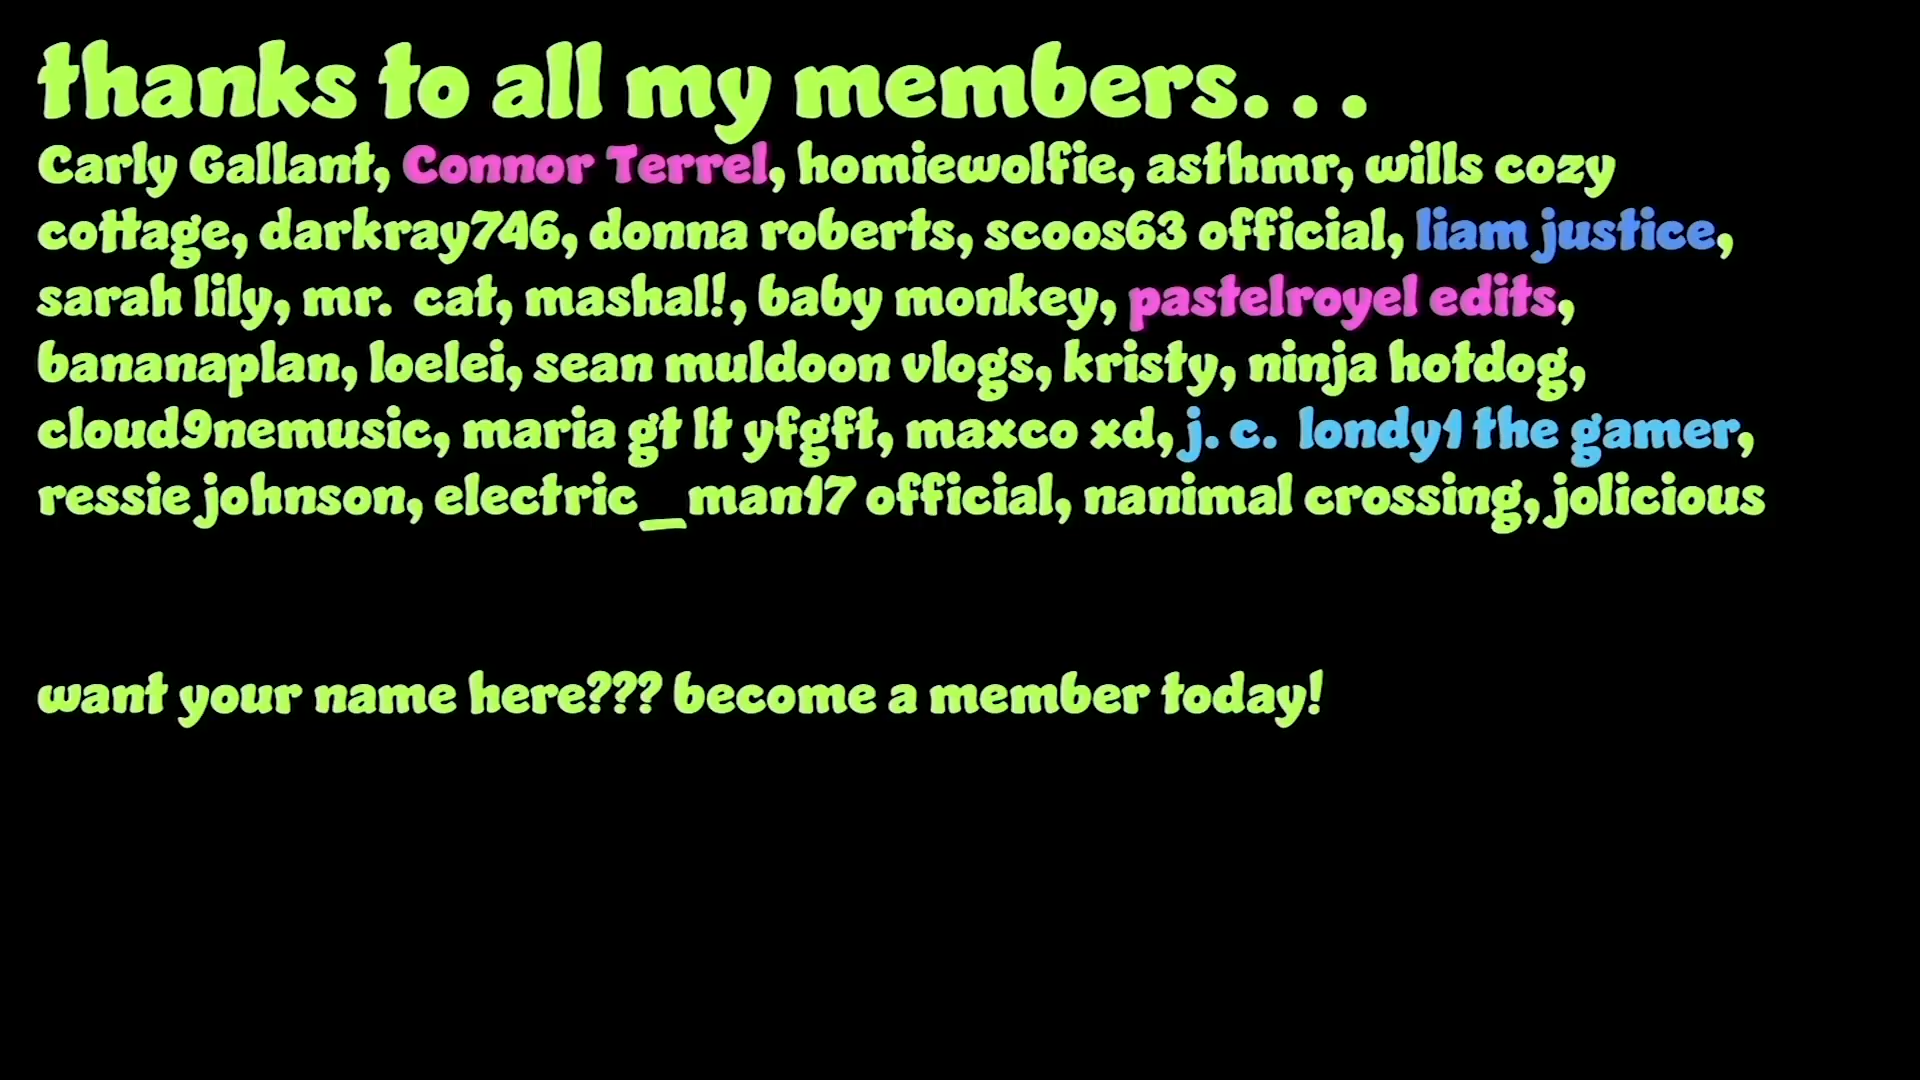 thanks to all my members...
Carly Gallant, Connor Terrel, homiewolfie, asthmr, wills cozy
cottage, darkray746, donna roberts, scoos63 official, liam justice,
sarah lily, mr. cat, mashal!, baby monkey, pastelroyel edits,
bananaplan, loelei, sean muldoon vlogs, kristy, ninja hotdog,
cloud9nemusic, maria gt lt yfgft, maxco xd, j. c. londy1 the gamer,
ressie johnson, electric_man17 official, nanimal crossing, jolicious
want your name here??? become a member today!